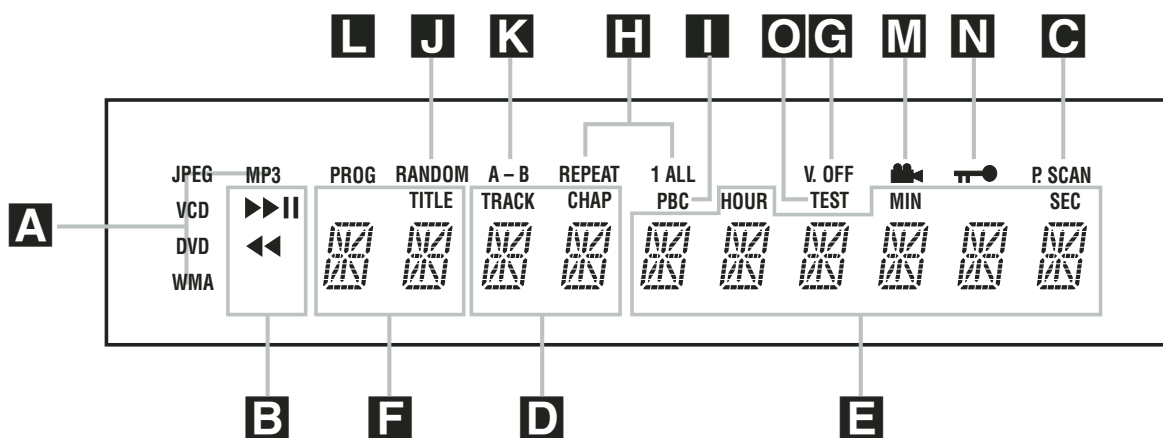 L J K H I O G M N C
JPEG MP3 PROG RANDOM A – B REPEAT 1 ALL V. OFF P. SCAN
VCD TITLE TRACK CHAP PBC HOUR TEST MIN SEC
A
DVD
WMA
B F D E